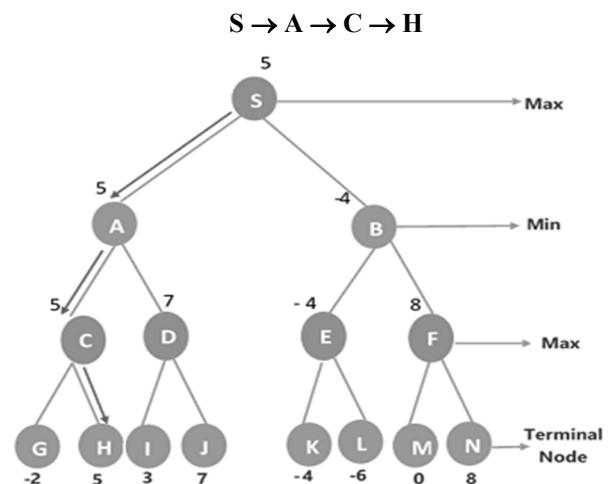 S → A → C → H
5
S
Max
5
-4
A
B
Min
5
7
- 4
8
C
D
E
F
Max
G
H
I
J
K
L
M
N
Terminal
Node
-2
5
3
7
-4
-6
0
8